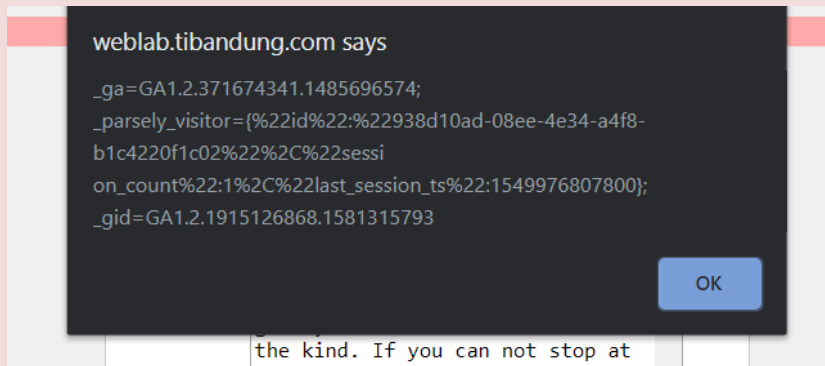 weblab.tibandung.com says
_ga=GA1.2.371674341.1485696574;
_parsely_visitor={%22id%22:%22938d10ad-08ee-4e34-a4f8-
b1c4220f1c02%22%2C%22sessi
on_count%22:1%2C%22last_session_ts%22:1549976807800};
_gid=GA1.2.1915126868.1581315793
OK
the kind. If you can not stop at